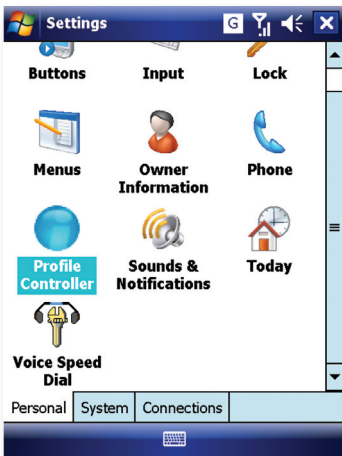 Settings G
Buttons Input Lock
Menus Owner Phone
Information
Profile Sounds & Today
Controller Notifications
Voice Speed
Dial
Personal System Connections